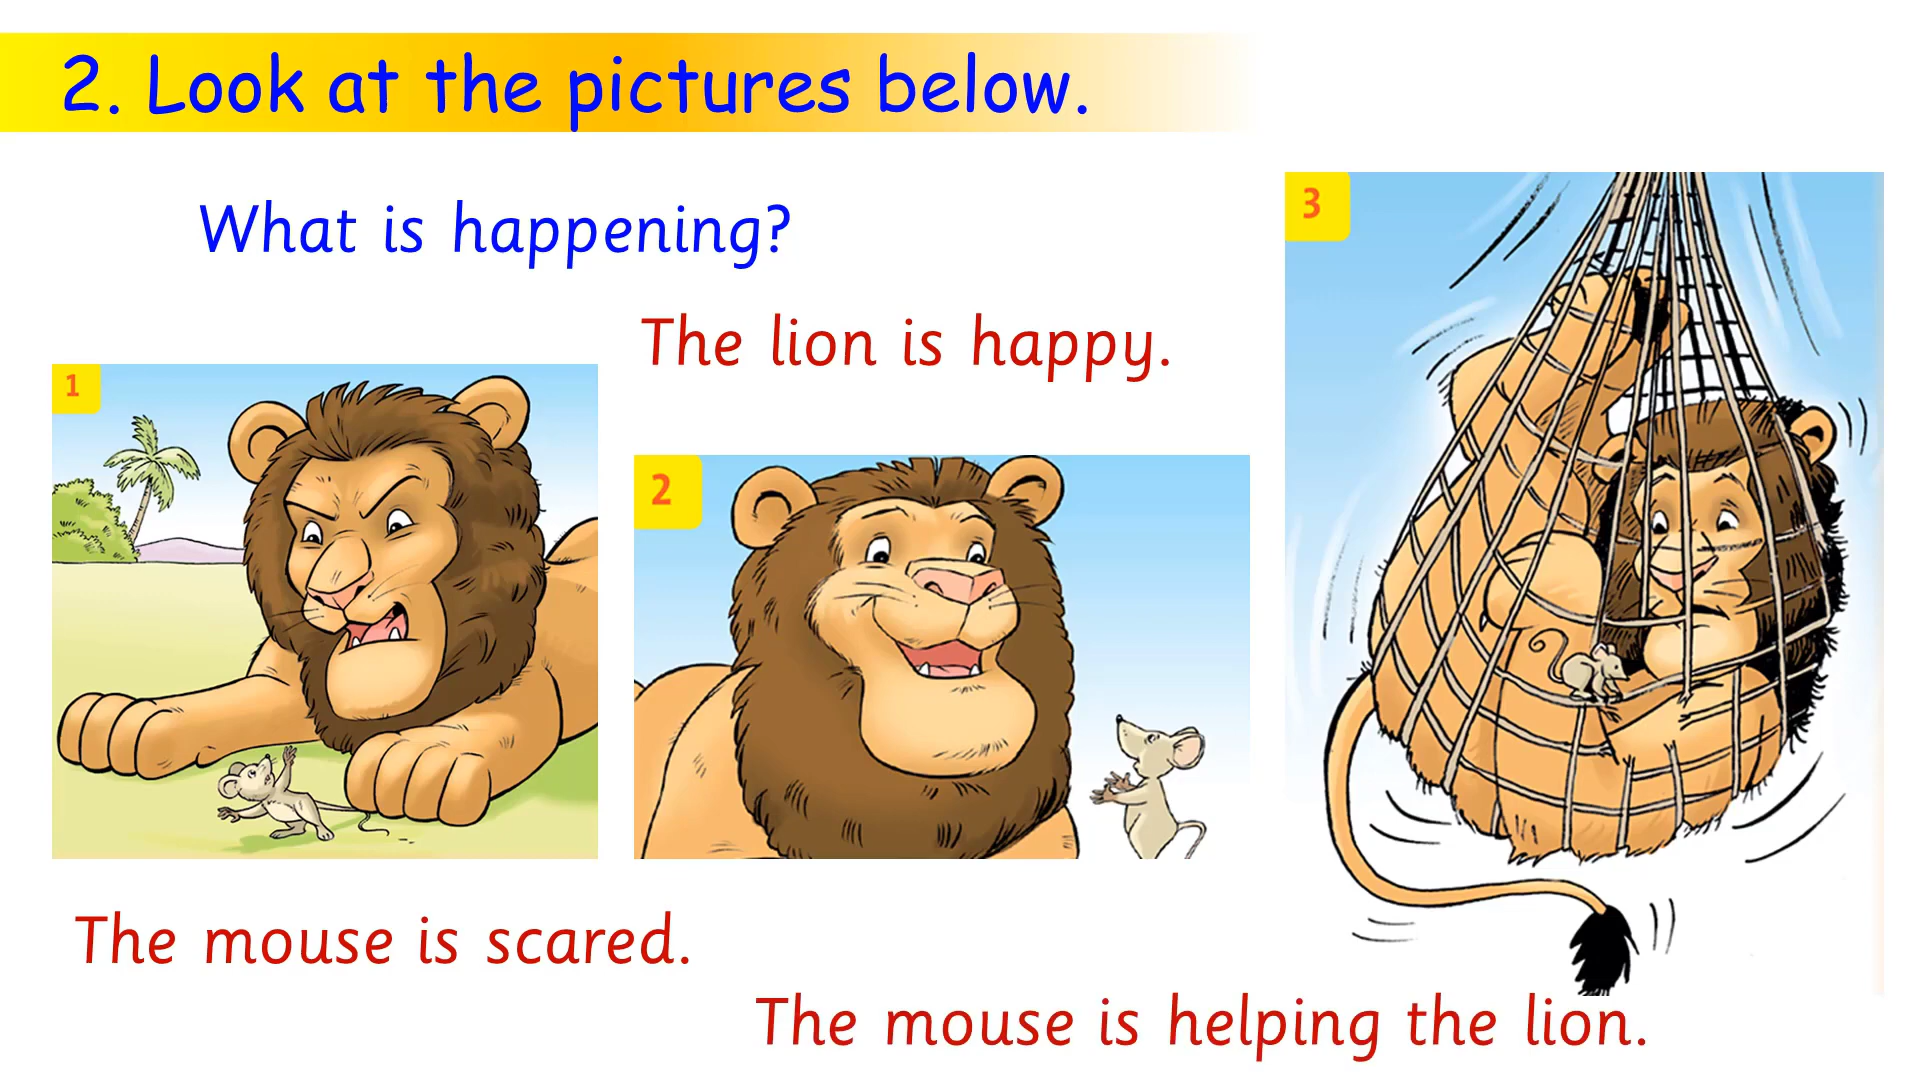 2. Look at the pictures below.
What is happening?
3
The lion is happy.
1
2
The mouse is scared.
The mouse is helping the lion.